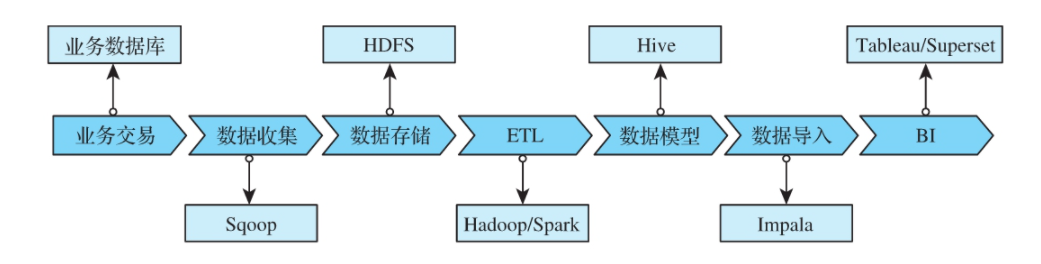 业务数据库
HDFS
Hive
Tableau/Superset
业务交易
数据收集
数据存储
ETL
数据模型
数据导入
BI
Sqoop
Hadoop/Spark
Impala